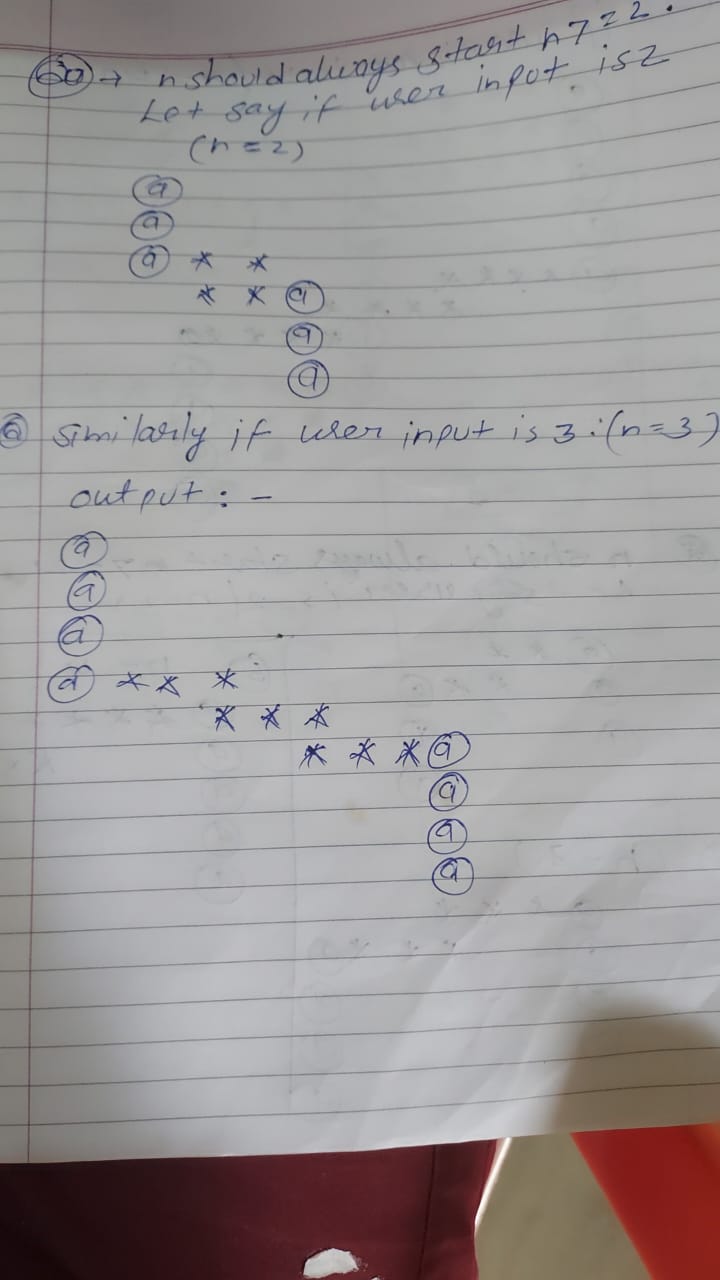 6a → n should always start n>=2.
Let say if user input is 2
(n=2)
@
@
@ * *
* * @
@
@
@ similarly if user input is 3:(n=3)
output:-
@
@
@
@ * * *
* * *
* * * @
@
@
@